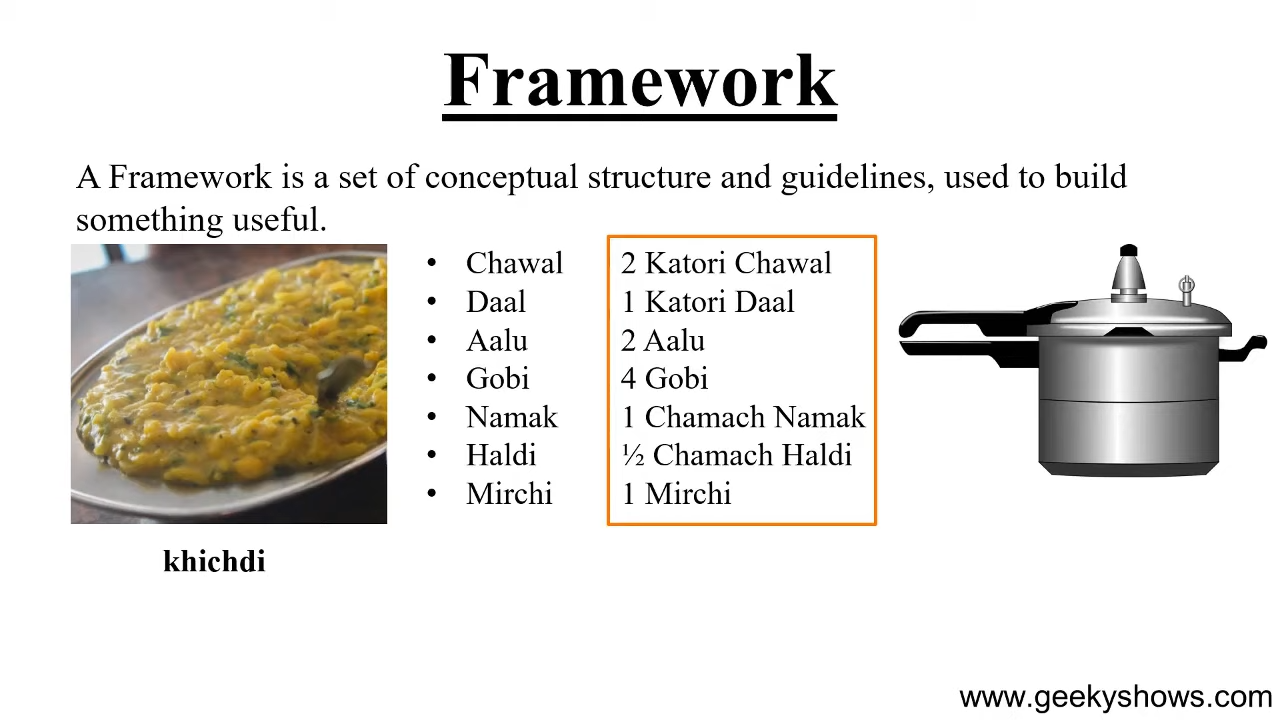 Framework
A Framework is a set of conceptual structure and guidelines, used to build
something useful.
• Chawal
• Daal
• Aalu
• Gobi
• Namak
• Haldi
• Mirchi
2 Katori Chawal
1 Katori Daal
2 Aalu
4 Gobi
1 Chamach Namak
½ Chamach Haldi
1 Mirchi
khichdi
www.geekyshows.com